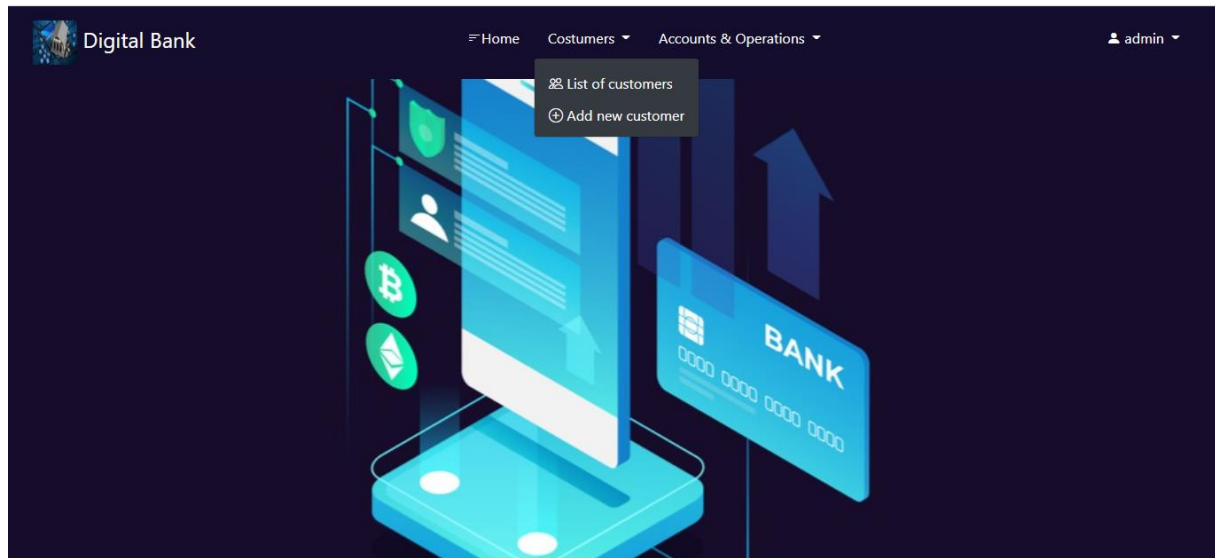 Digital Bank
Home
Costumers
Accounts & Operations
admin
List of customers
Add new customer
BANK
0000 0000 0000 0000